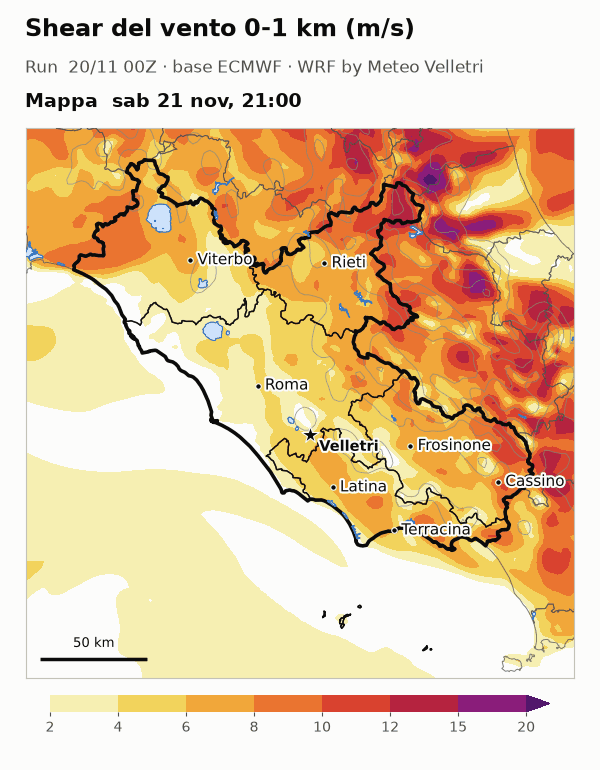 Shear del vento 0-1 km (m/s)
Run  20/11 00Z · base ECMWF · WRF by Meteo Velletri
Mappa  sab 21 nov, 21:00
Viterbo
Rieti
Roma
Velletri
Frosinone
Cassino
Latina
Terracina
50 km
2 4 6 8 10 12 15 20